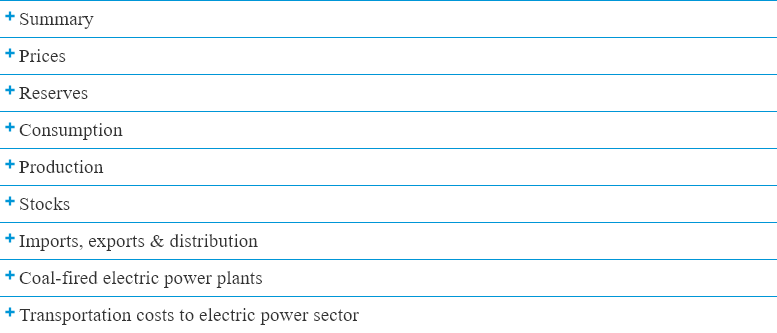 Summary
Prices
Reserves
Consumption
Production
Stocks
Imports, exports & distribution
Coal-fired electric power plants
Transportation costs to electric power sector